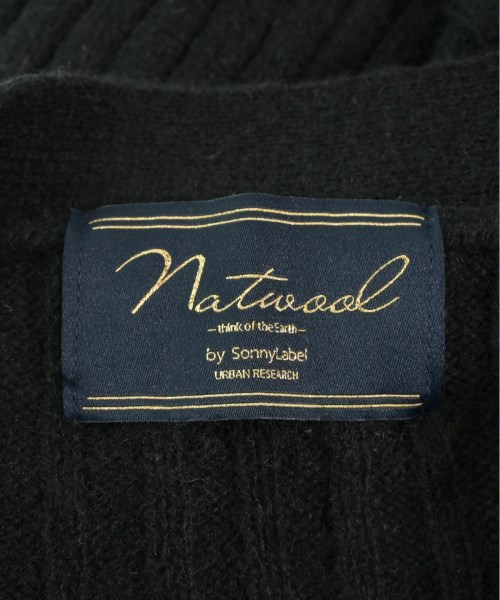 Natwool
–think of the Earth–
by SonnyLabel
URBAN RESEARCH